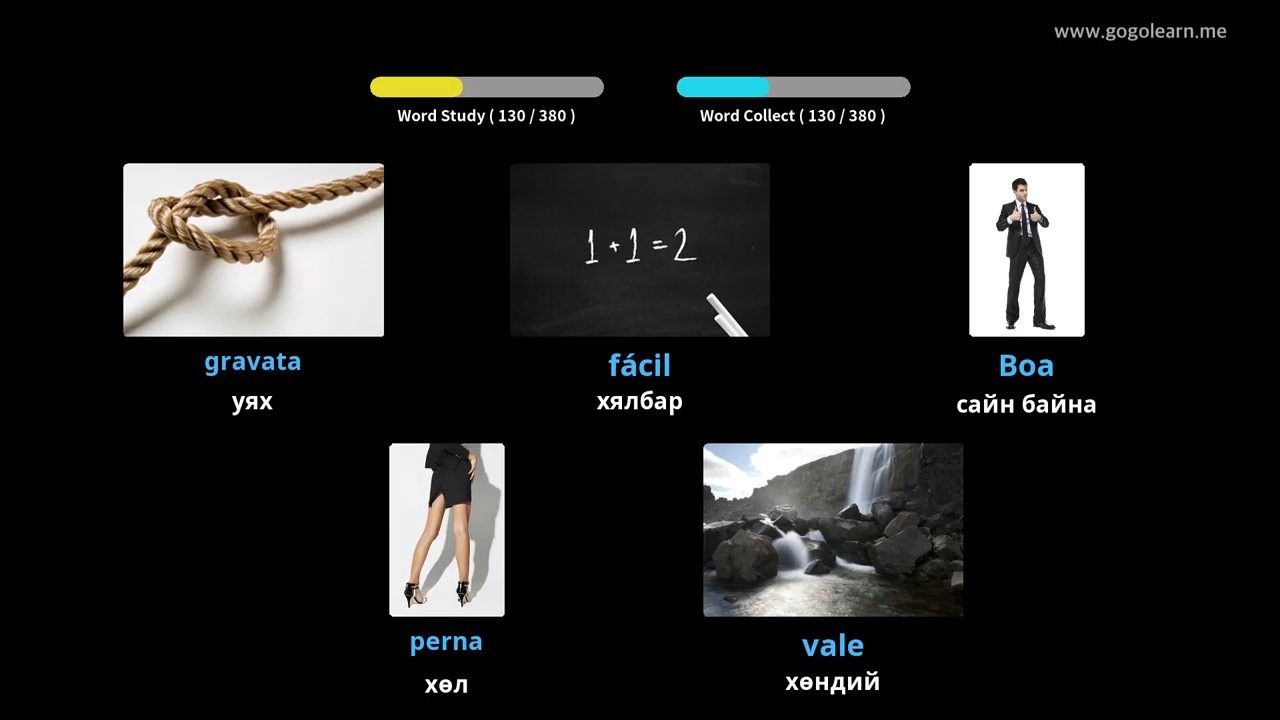 www.gogolearn.me
Word Study ( 130 / 380 )
Word Collect ( 130 / 380 )
1 + 1 = 2
gravata
уях
fácil
хялбар
Boa
сайн байна
perna
хөл
vale
хөндий